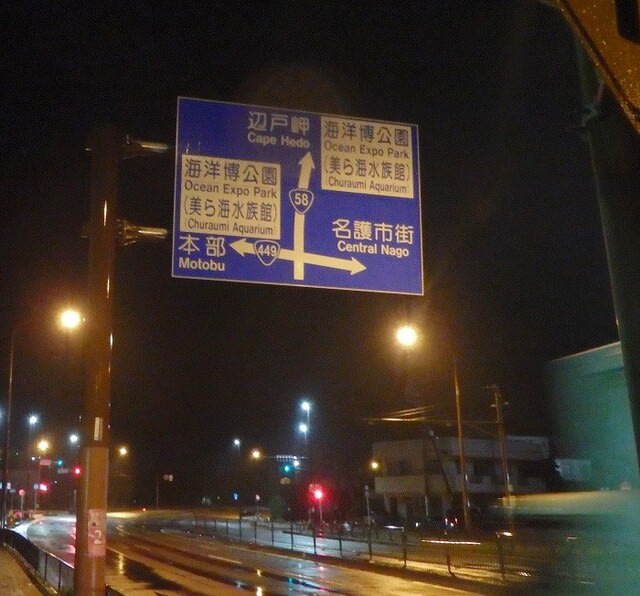 辺戸岬
Cape Hedo
海洋博公園
Ocean Expo Park
(美ら海水族館)
Churaumi Aquarium
海洋博公園
Ocean Expo Park
(美ら海水族館)
Churaumi Aquarium
58
名護市街
Central Nago
本部
Motobu
449